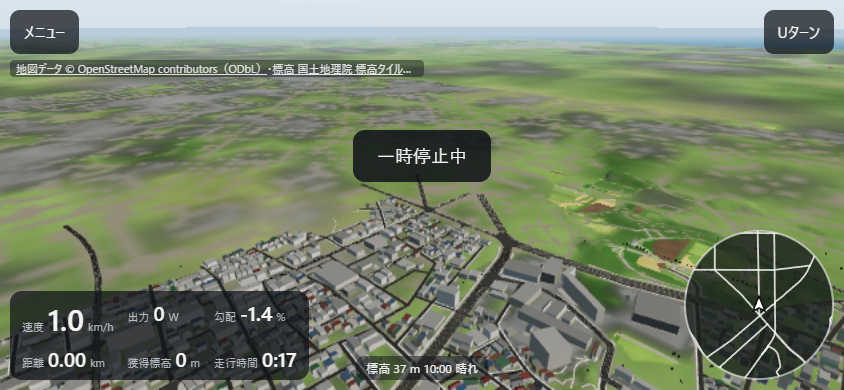 メニュー
Uターン
地図データ © OpenStreetMap contributors（ODbL）・標高 国土地理院 標高タイル...
一時停止中
速度 1.0 km/h 出力 0 W 勾配 -1.4 %
距離 0.00 km 獲得標高 0 m 走行時間 0:17
標高 37 m 10:00 晴れ